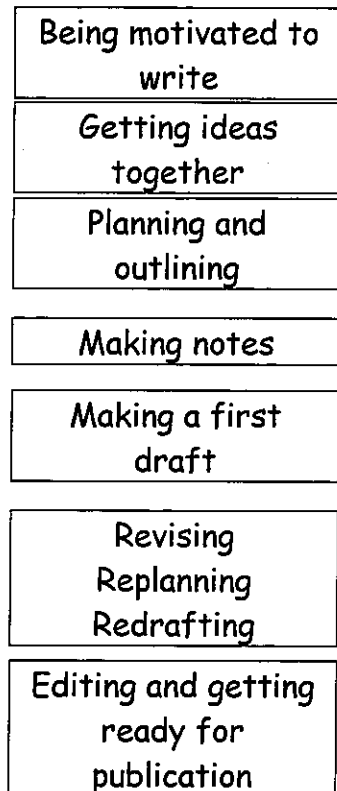 Being motivated to
write
Getting ideas
together
Planning and
outlining
Making notes
Making a first
draft
Revising
Replanning
Redrafting
Editing and getting
ready for
publication